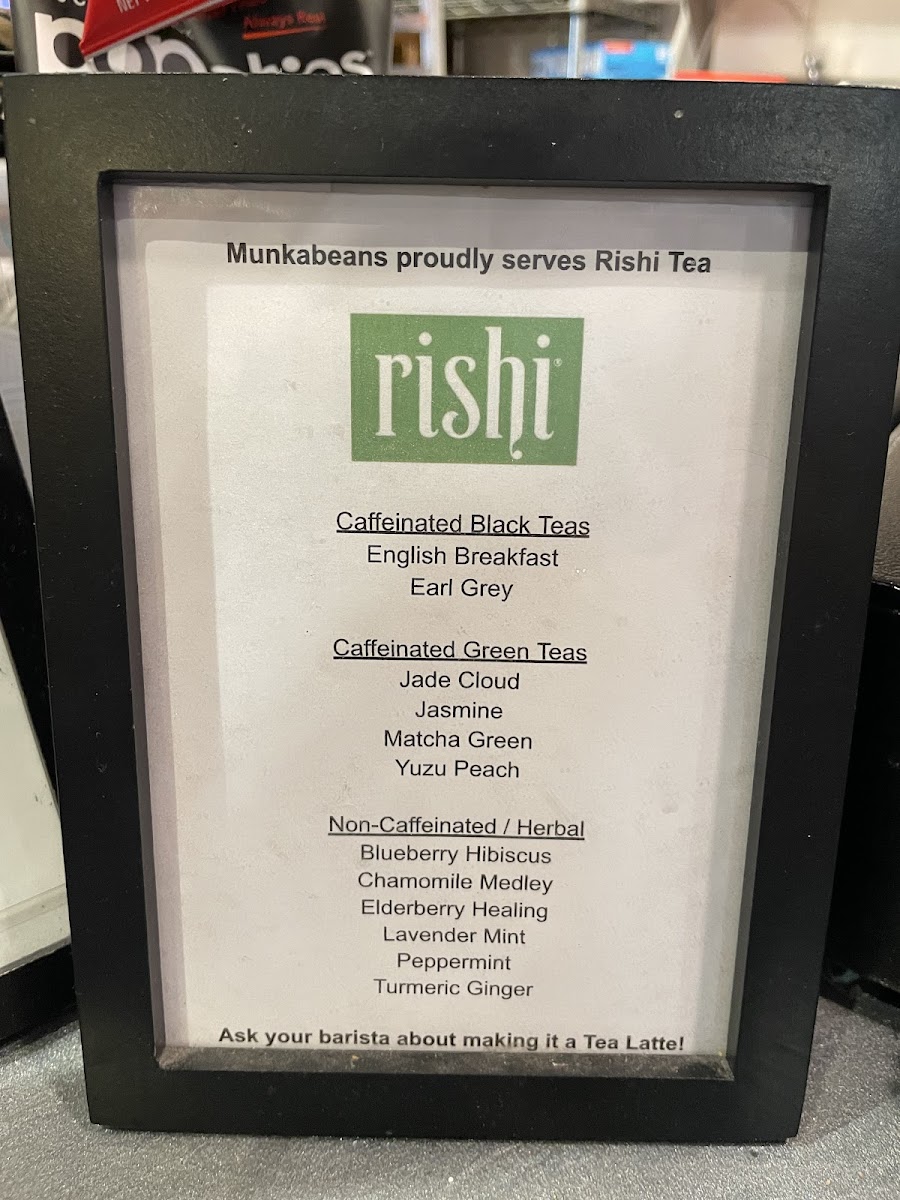 Always Real
Munkabeans proudly serves Rishi Tea
rishi®
Caffeinated Black Teas
English Breakfast
Earl Grey
Caffeinated Green Teas
Jade Cloud
Jasmine
Matcha Green
Yuzu Peach
Non-Caffeinated / Herbal
Blueberry Hibiscus
Chamomile Medley
Elderberry Healing
Lavender Mint
Peppermint
Turmeric Ginger
Ask your barista about making it a Tea Latte!